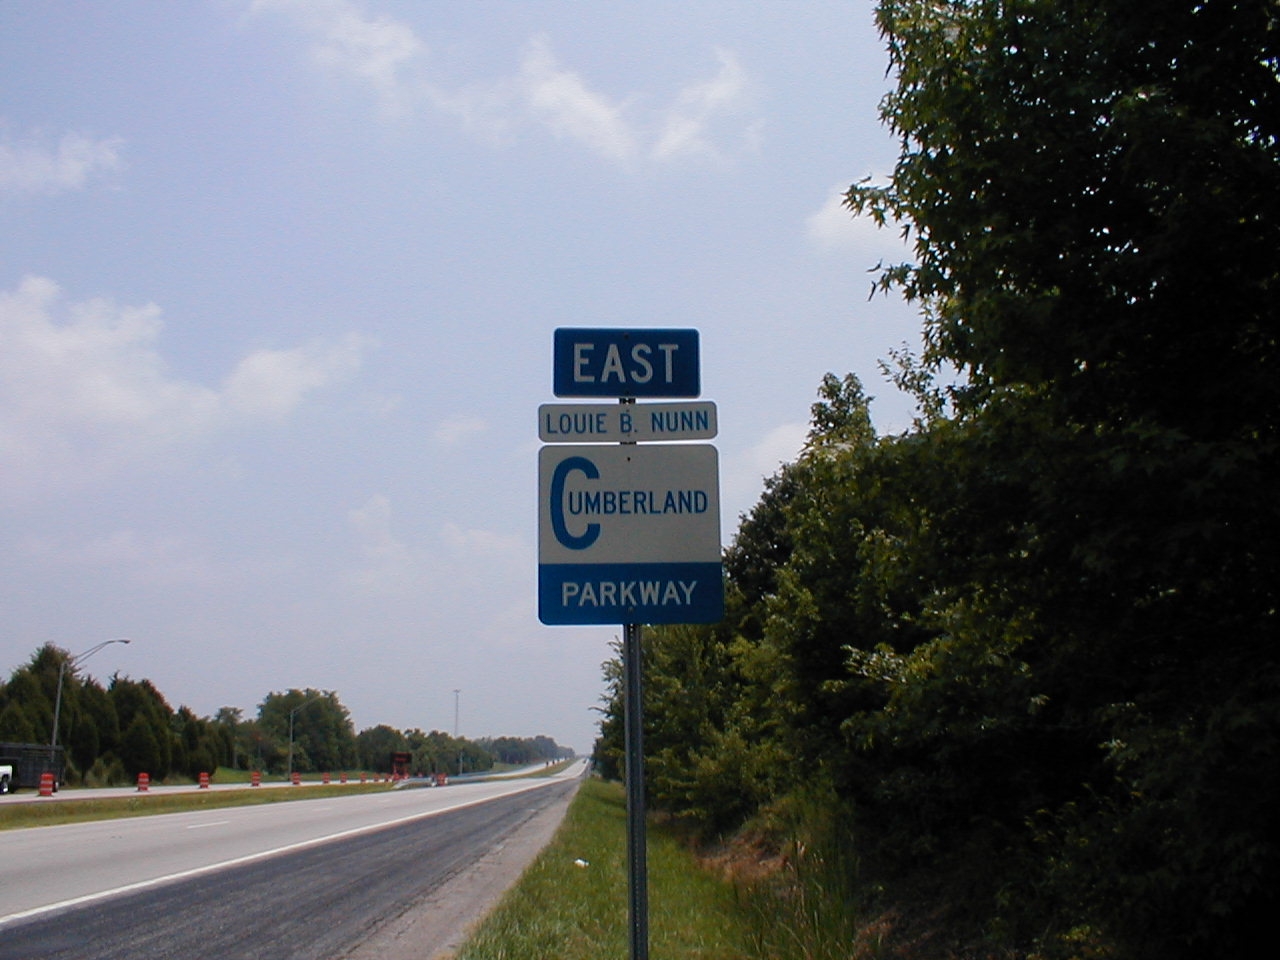 EAST
LOUIE B. NUNN
CUMBERLAND
PARKWAY